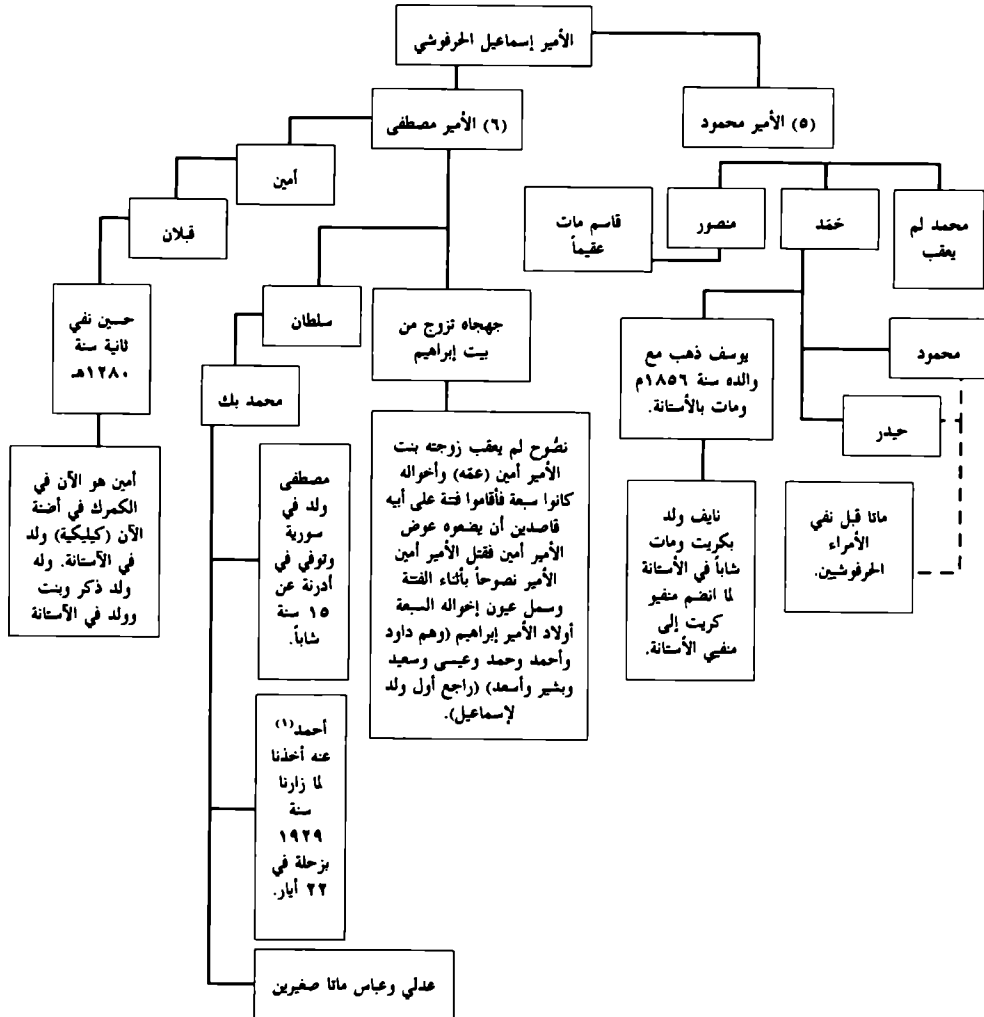 الأمير إسماعيل الحرفوشي
(٥) الأمير محمود
(٦) الأمير مصطفى
محمد لم
يعقب
حَمَد
منصور
قاسم مات
عقيماً
أمين
قبلان
محمود
حيدر
ماتا قبل نفي
الأمراء
الحرفوشيين.
يوسف ذهب مع
والده سنة ١٨٥٦م
ومات بالأستانة.
نايف ولد
بكريت ومات
شاباً في الأستانة
لما انضم منفيو
كريت إلى
منفيي الأستانة.
جهجاه تزوج من
بيت إبراهيم
نصُّوح لم يعقب زوجته بنت
الأمير أمين (عمّه) وأخواله
كانوا سبعة فأقاموا فتنة على أبيه
قاصدين أن يضعوه عوض
الأمير أمين فقتل الأمير أمين
الأمير نصوحاً بأثناء الفتنة
وسمل عيون إخواله السبعة
أولاد الأمير إبراهيم (وهم داود
وأحمد وحمد وعيسى وسعيد
وبشير وأسعد) (راجع أول ولد
لإسماعيل).
سلطان
محمد بك
مصطفى
ولد في
سورية
وتوفي في
أدرنة عن
١٥ سنة
شاباً.
أحمد(١)
عنه أخذنا
لما زارنا
سنة
١٩٢٩
بزحلة في
٢٢ أيار.
عدلي وعباس ماتا صغيرين
حسين نفي
ثانية سنة
١٢٨٠هـ
أمين هو الآن في
الكمرك في أضنة
الآن (كيليكية) ولد
في الآستانة. وله
ولد ذكر وبنت
وولد في الآستانة